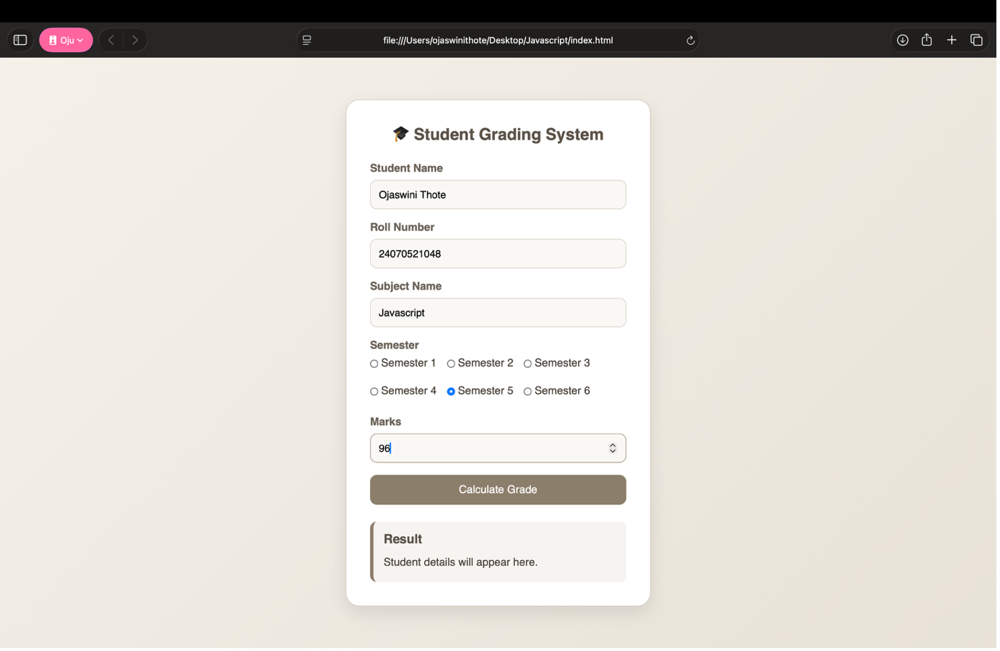 Oju
file:///Users/ojaswinithote/Desktop/Javascript/index.html
🎓 Student Grading System
Student Name
Ojaswini Thote
Roll Number
24070521048
Subject Name
Javascript
Semester
Semester 1 Semester 2 Semester 3
Semester 4 Semester 5 Semester 6
Marks
96
Calculate Grade
Result
Student details will appear here.